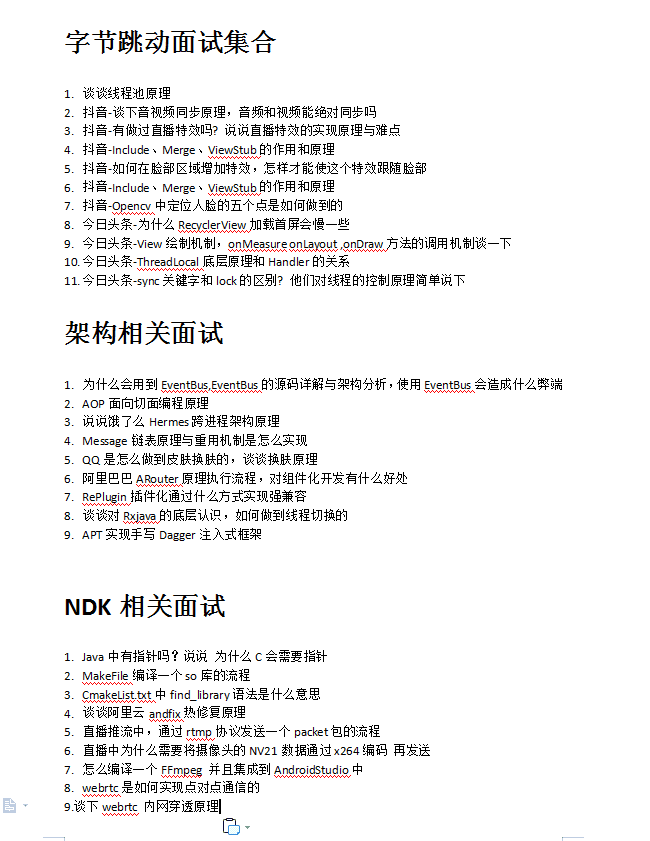 字节跳动面试集合
1. 谈谈线程池原理
2. 抖音-谈下音视频同步原理，音频和视频能绝对同步吗
3. 抖音-有做过直播特效吗？说说直播特效的实现原理与难点
4. 抖音-Include、Merge、ViewStub的作用和原理
5. 抖音-如何在脸部区域增加特效，怎样才能使这个特效跟随脸部
6. 抖音-Include、Merge、ViewStub的作用和原理
7. 抖音-Opencv 中定位人脸的五个点是如何做到的
8. 今日头条-为什么 RecyclerView 加载首屏会慢一些
9. 今日头条-View 绘制机制，onMeasure onLayout ,onDraw 方法的调用机制谈一下
10. 今日头条-ThreadLocal 底层原理和 Handler 的关系
11. 今日头条-sync 关键字和 lock 的区别？他们对线程的控制原理简单说下
架构相关面试
1. 为什么会用到 EventBus,EventBus 的源码详解与架构分析，使用 EventBus 会造成什么弊端
2. AOP 面向切面编程原理
3. 说说饿了么 Hermes 跨进程架构原理
4. Message 链表原理与重用机制是怎么实现
5. QQ 是怎么做到皮肤换肤的，谈谈换肤原理
6. 阿里巴巴 ARouter 原理执行流程，对组件化开发有什么好处
7. RePlugin 插件化通过什么方式实现强兼容
8. 谈谈对 Rxjava 的底层认识，如何做到线程切换的
9. APT 实现手写 Dagger 注入式框架
NDK 相关面试
1. Java 中有指针吗？说说 为什么 C 会需要指针
2. MakeFile 编译一个 so 库的流程
3. CmakeList.txt 中 find_library 语法是什么意思
4. 谈谈阿里云 andfix 热修复原理
5. 直播推流中，通过 rtmp 协议发送一个 packet 包的流程
6. 直播中为什么需要将摄像头的 NV21 数据通过 x264 编码 再发送
7. 怎么编译一个 FFmpeg 并且集成到 AndroidStudio 中
8. webrtc 是如何实现点对点通信的
9.谈下 webrtc 内网穿透原理